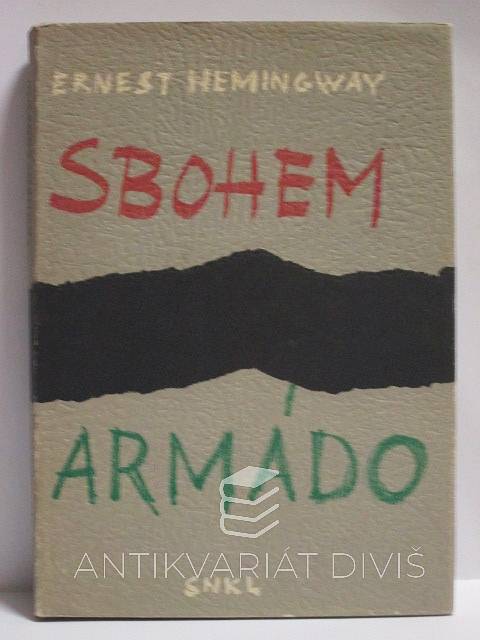 ERNEST HEMINGWAY
SBOHEM
ARMÁDO
ANTIKVARIÁT DIVIŠ
SNKL